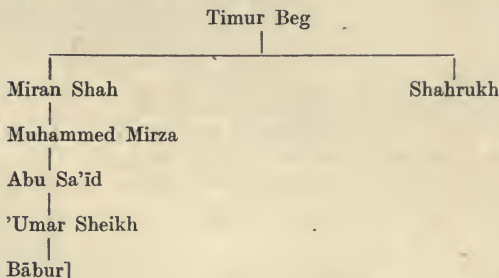 Timur Beg
Miran Shah Shahrukh
Muhammed Mirza
Abu Sa'īd
'Umar Sheikh
Bābur]